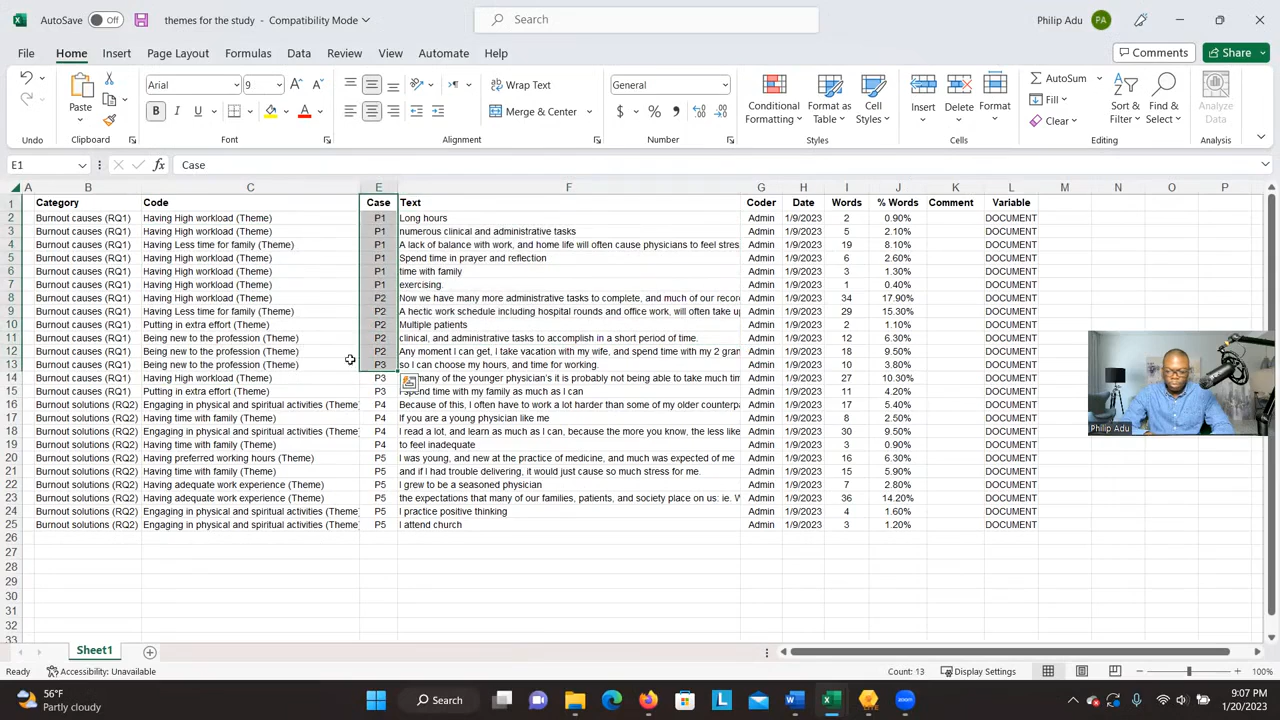 AutoSave Off themes for the study - Compatibility Mode Search Philip Adu PA
File Home Insert Page Layout Formulas Data Review View Automate Help Comments Share
Paste Arial 9 Wrap Text General Conditional Formatting Format as Table Cell Styles Insert Delete Format AutoSum Sort & Filter Find & Select Analyze Data
B I U A Merge & Center $ % Fill Clear
Undo Clipboard Font Alignment Number Styles Cells Editing Analysis
E1 fx Case
A B C E F G H I J K L M N O P
1 Category Code Case Text Coder Date Words % Words Comment Variable
2 Burnout causes (RQ1) Having High workload (Theme) P1 Long hours Admin 1/9/2023 2 0.90% DOCUMENT
3 Burnout causes (RQ1) Having High workload (Theme) P1 numerous clinical and administrative tasks Admin 1/9/2023 5 2.10% DOCUMENT
4 Burnout causes (RQ1) Having Less time for family (Theme) P1 A lack of balance with work, and home life will often cause physicians to feel stres Admin 1/9/2023 19 8.10% DOCUMENT
5 Burnout causes (RQ1) Having High workload (Theme) P1 Spend time in prayer and reflection Admin 1/9/2023 6 2.60% DOCUMENT
6 Burnout causes (RQ1) Having High workload (Theme) P1 time with family Admin 1/9/2023 3 1.30% DOCUMENT
7 Burnout causes (RQ1) Having High workload (Theme) P1 exercising. Admin 1/9/2023 1 0.40% DOCUMENT
8 Burnout causes (RQ1) Having High workload (Theme) P2 Now we have many more administrative tasks to complete, and much of our recor Admin 1/9/2023 34 17.90% DOCUMENT
9 Burnout causes (RQ1) Having Less time for family (Theme) P2 A hectic work schedule including hospital rounds and office work, will often take up Admin 1/9/2023 29 15.30% DOCUMENT
10 Burnout causes (RQ1) Putting in extra effort (Theme) P2 Multiple patients Admin 1/9/2023 2 1.10% DOCUMENT
11 Burnout causes (RQ1) Being new to the profession (Theme) P2 clinical, and administrative tasks to accomplish in a short period of time. Admin 1/9/2023 12 6.30% DOCUMENT
12 Burnout causes (RQ1) Being new to the profession (Theme) P2 Any moment I can get, I take vacation with my wife, and spend time with my 2 gran Admin 1/9/2023 18 9.50% DOCUMENT
13 Burnout causes (RQ1) Being new to the profession (Theme) P3 so I can choose my hours, and time for working. Admin 1/9/2023 10 3.80% DOCUMENT
14 Burnout causes (RQ1) Having High workload (Theme) P3 many of the younger physician's it is probably not being able to take much tim Admin 1/9/2023 27 10.30% DOCUMENT
15 Burnout causes (RQ1) Putting in extra effort (Theme) P3 I spend time with my family as much as I can Admin 1/9/2023 11 4.20% DOCUMENT
16 Burnout solutions (RQ2) Engaging in physical and spiritual activities (Theme P4 Because of this, I often have to work a lot harder than some of my older counterpa Admin 1/9/2023 17 5.40% DOCUMENT
17 Burnout solutions (RQ2) Having time with family (Theme) P4 If you are a young physician like me Admin 1/9/2023 8 2.50% DOCUMENT
18 Burnout solutions (RQ2) Engaging in physical and spiritual activities (Theme P4 I read a lot, and learn as much as I can, because the more you know, the less like Admin 1/9/2023 30 9.50% DOCUMENT
19 Burnout solutions (RQ2) Having time with family (Theme) P4 to feel inadequate Admin 1/9/2023 3 0.90% DOCUMENT
20 Burnout solutions (RQ2) Having preferred working hours (Theme) P5 I was young, and new at the practice of medicine, and much was expected of me Admin 1/9/2023 16 6.30% DOCUMENT
21 Burnout solutions (RQ2) Having time with family (Theme) P5 and if I had trouble delivering, it would just cause so much stress for me. Admin 1/9/2023 15 5.90% DOCUMENT
22 Burnout solutions (RQ2) Having adequate work experience (Theme) P5 I grew to be a seasoned physician Admin 1/9/2023 7 2.80% DOCUMENT
23 Burnout solutions (RQ2) Having adequate work experience (Theme) P5 the expectations that many of our families, patients, and society place on us: ie. W Admin 1/9/2023 36 14.20% DOCUMENT
24 Burnout solutions (RQ2) Engaging in physical and spiritual activities (Theme P5 I practice positive thinking Admin 1/9/2023 4 1.60% DOCUMENT
25 Burnout solutions (RQ2) Engaging in physical and spiritual activities (Theme P5 I attend church Admin 1/9/2023 3 1.20% DOCUMENT
26
27
28
29
30
31
32
33
Philip Adu
Sheet1
Ready Accessibility: Unavailable Count: 13 Display Settings 100%
56°F
Partly cloudy
Search
9:07 PM
1/20/2023